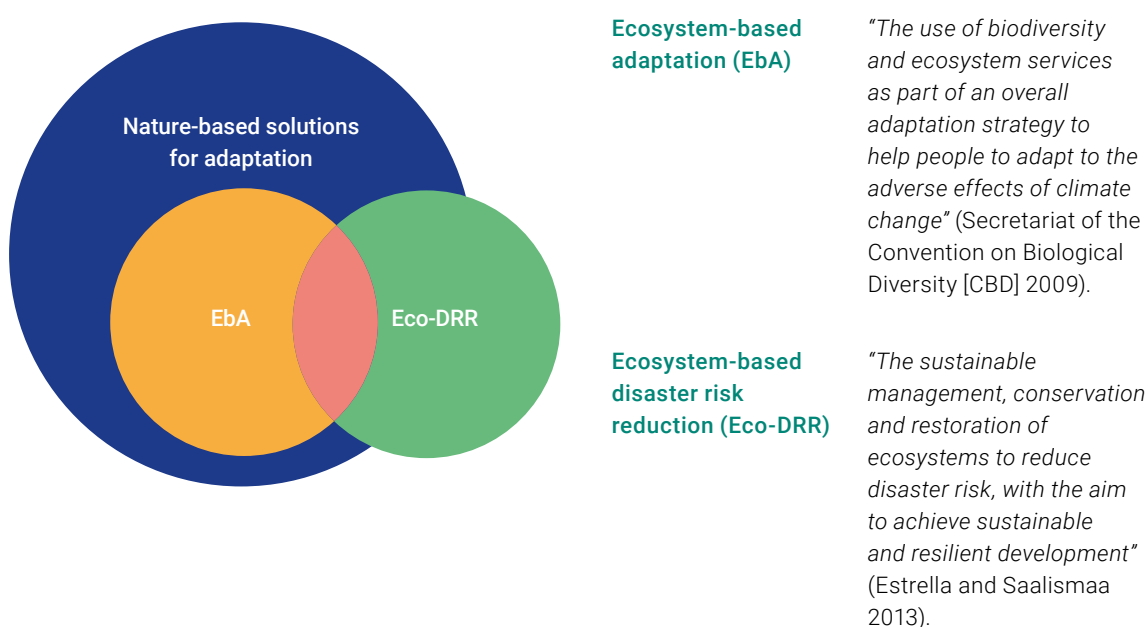 Nature-based solutions
for adaptation
EbA
Eco-DRR
Ecosystem-based
adaptation (EbA)
“The use of biodiversity
and ecosystem services
as part of an overall
adaptation strategy to
help people to adapt to the
adverse effects of climate
change” (Secretariat of the
Convention on Biological
Diversity [CBD] 2009).
Ecosystem-based
disaster risk
reduction (Eco-DRR)
“The sustainable
management, conservation
and restoration of
ecosystems to reduce
disaster risk, with the aim
to achieve sustainable
and resilient development”
(Estrella and Saalismaa
2013).